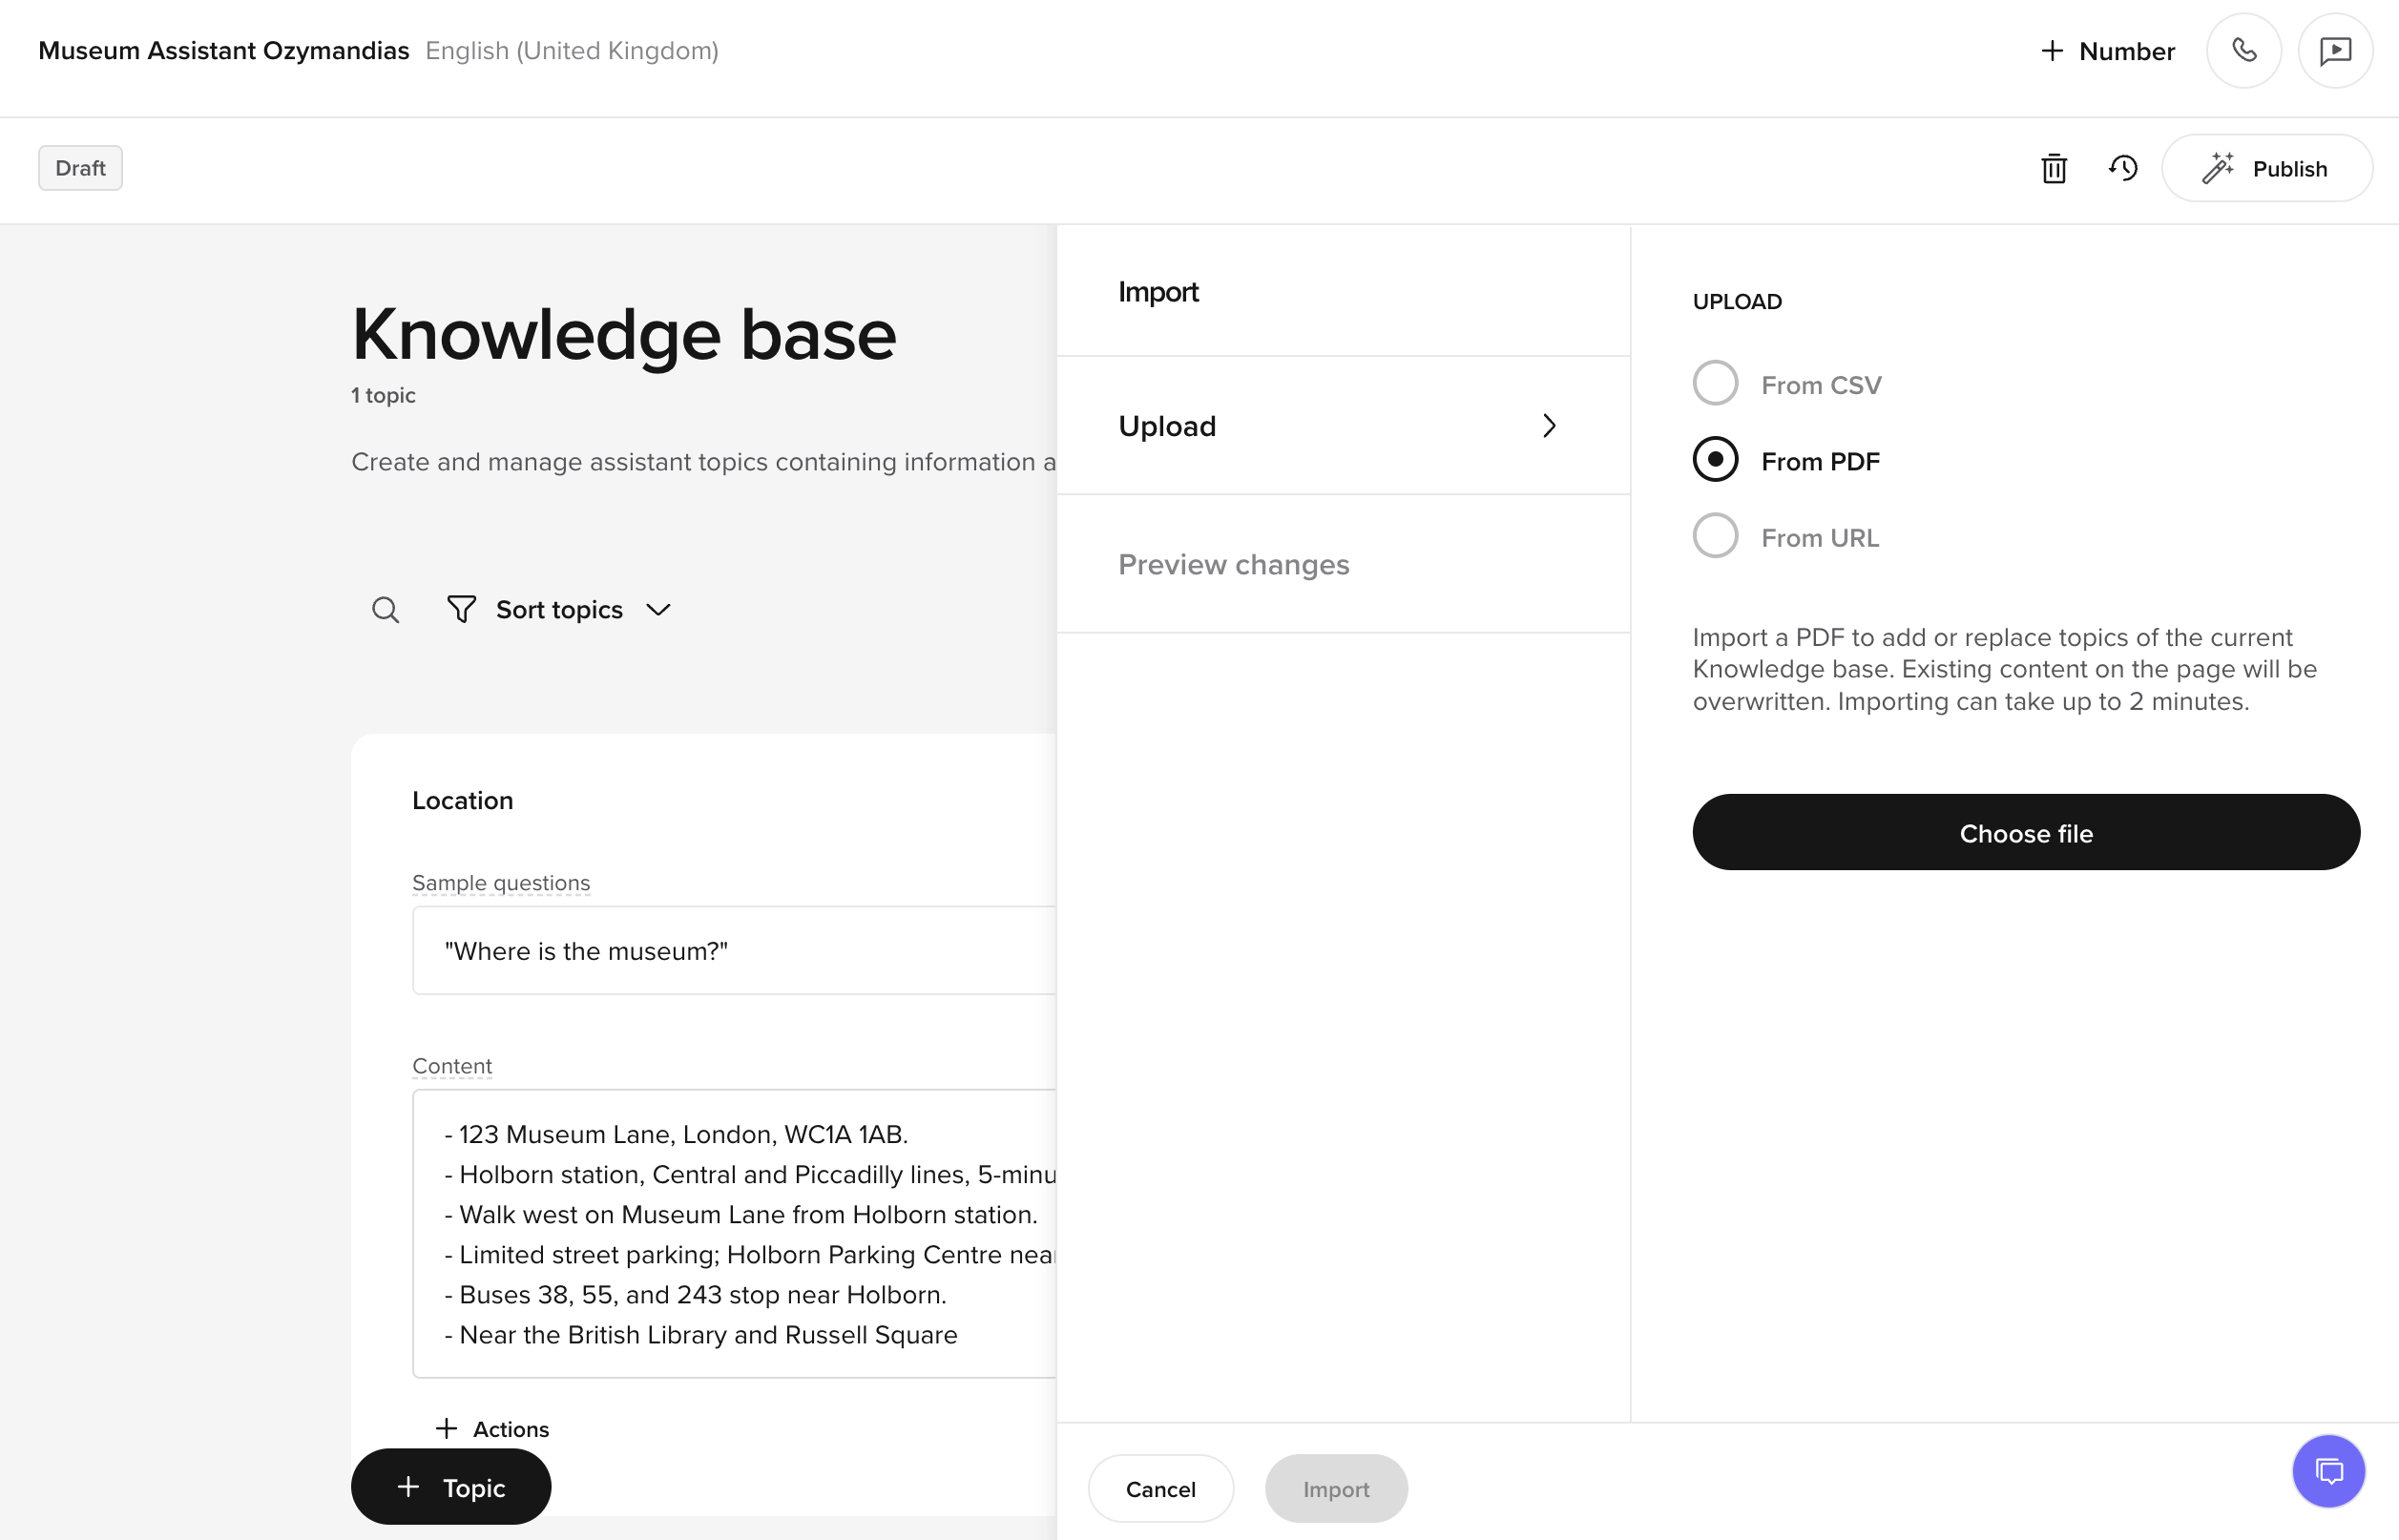 Museum Assistant Ozymandias English (United Kingdom)
Number
Draft
Publish
Knowledge base
1 topic
Create and manage assistant topics containing information a
Sort topics
Location
Sample questions
"Where is the museum?"
Content
- 123 Museum Lane, London, WC1A 1AB.
- Holborn station, Central and Piccadilly lines, 5-minu
- Walk west on Museum Lane from Holborn station.
- Limited street parking; Holborn Parking Centre near
- Buses 38, 55, and 243 stop near Holborn.
- Near the British Library and Russell Square
Actions
Topic
Import
Upload
Preview changes
UPLOAD
From CSV
From PDF
From URL
Import a PDF to add or replace topics of the current
Knowledge base. Existing content on the page will be
overwritten. Importing can take up to 2 minutes.
Choose file
Cancel
Import